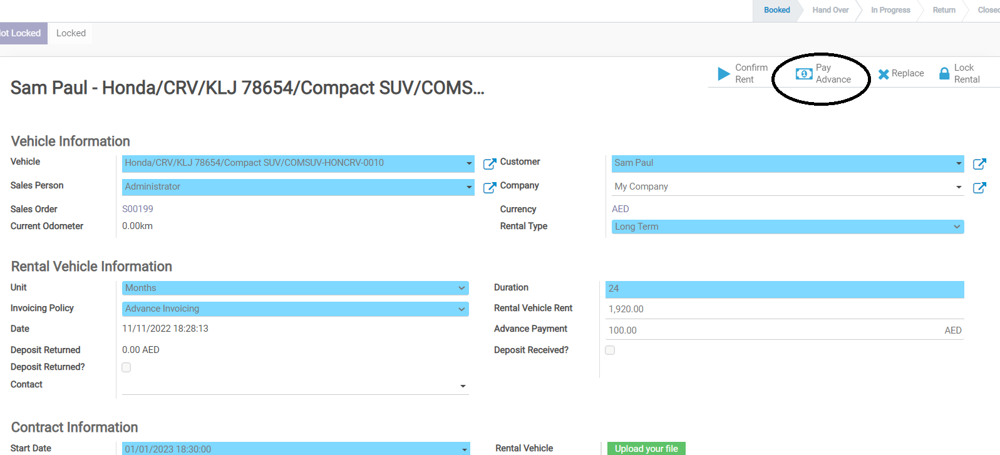 Booked Hand Over In Progress Return Closed
ot Locked Locked
Confirm Rent
Pay Advance
Replace
Lock Rental
Sam Paul - Honda/CRV/KLJ 78654/Compact SUV/COMS...
Vehicle Information
Vehicle Honda/CRV/KLJ 78654/Compact SUV/COMSUV-HONCRV-0010 Customer Sam Paul
Sales Person Administrator Company My Company
Sales Order S00199 Currency AED
Current Odometer 0.00km Rental Type Long Term
Rental Vehicle Information
Unit Months Duration 24
Invoicing Policy Advance Invoicing Rental Vehicle Rent 1,920.00
Date 11/11/2022 18:28:13 Advance Payment 100.00 AED
Deposit Returned 0.00 AED Deposit Received?
Deposit Returned?
Contact
Contract Information
Start Date 01/01/2023 18:30:00 Rental Vehicle Upload your file